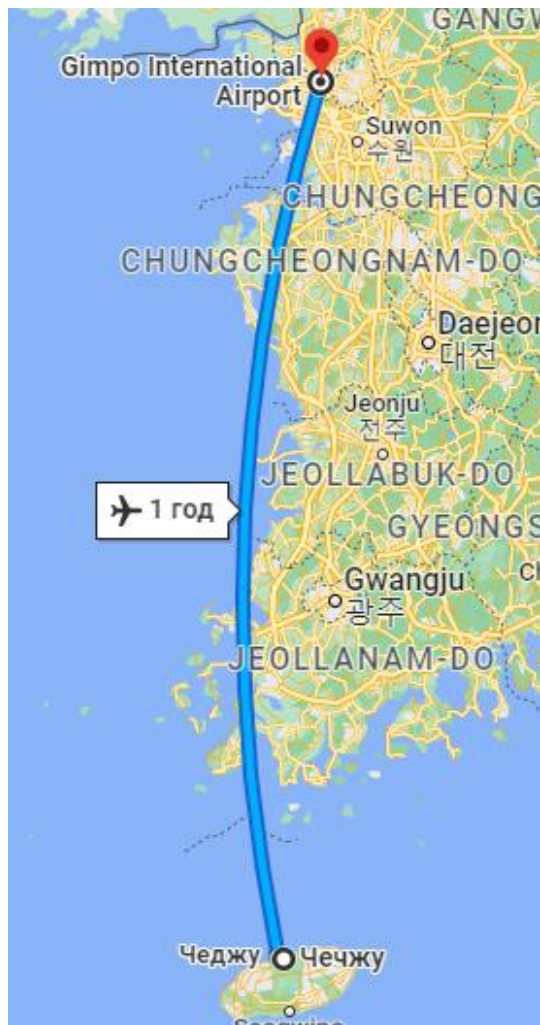 GANGW
Gimpo International
Airport
Suwon
수원
CHUNGCHEONG
CHUNGCHEONGNAM-DO
Daejeon
대전
Jeonju
전주
JEOLLABUK-DO
1 год
GYEONGS
Gwangju
광주
Ch
JEOLLANAM-DO
Чеджу
Чечжу